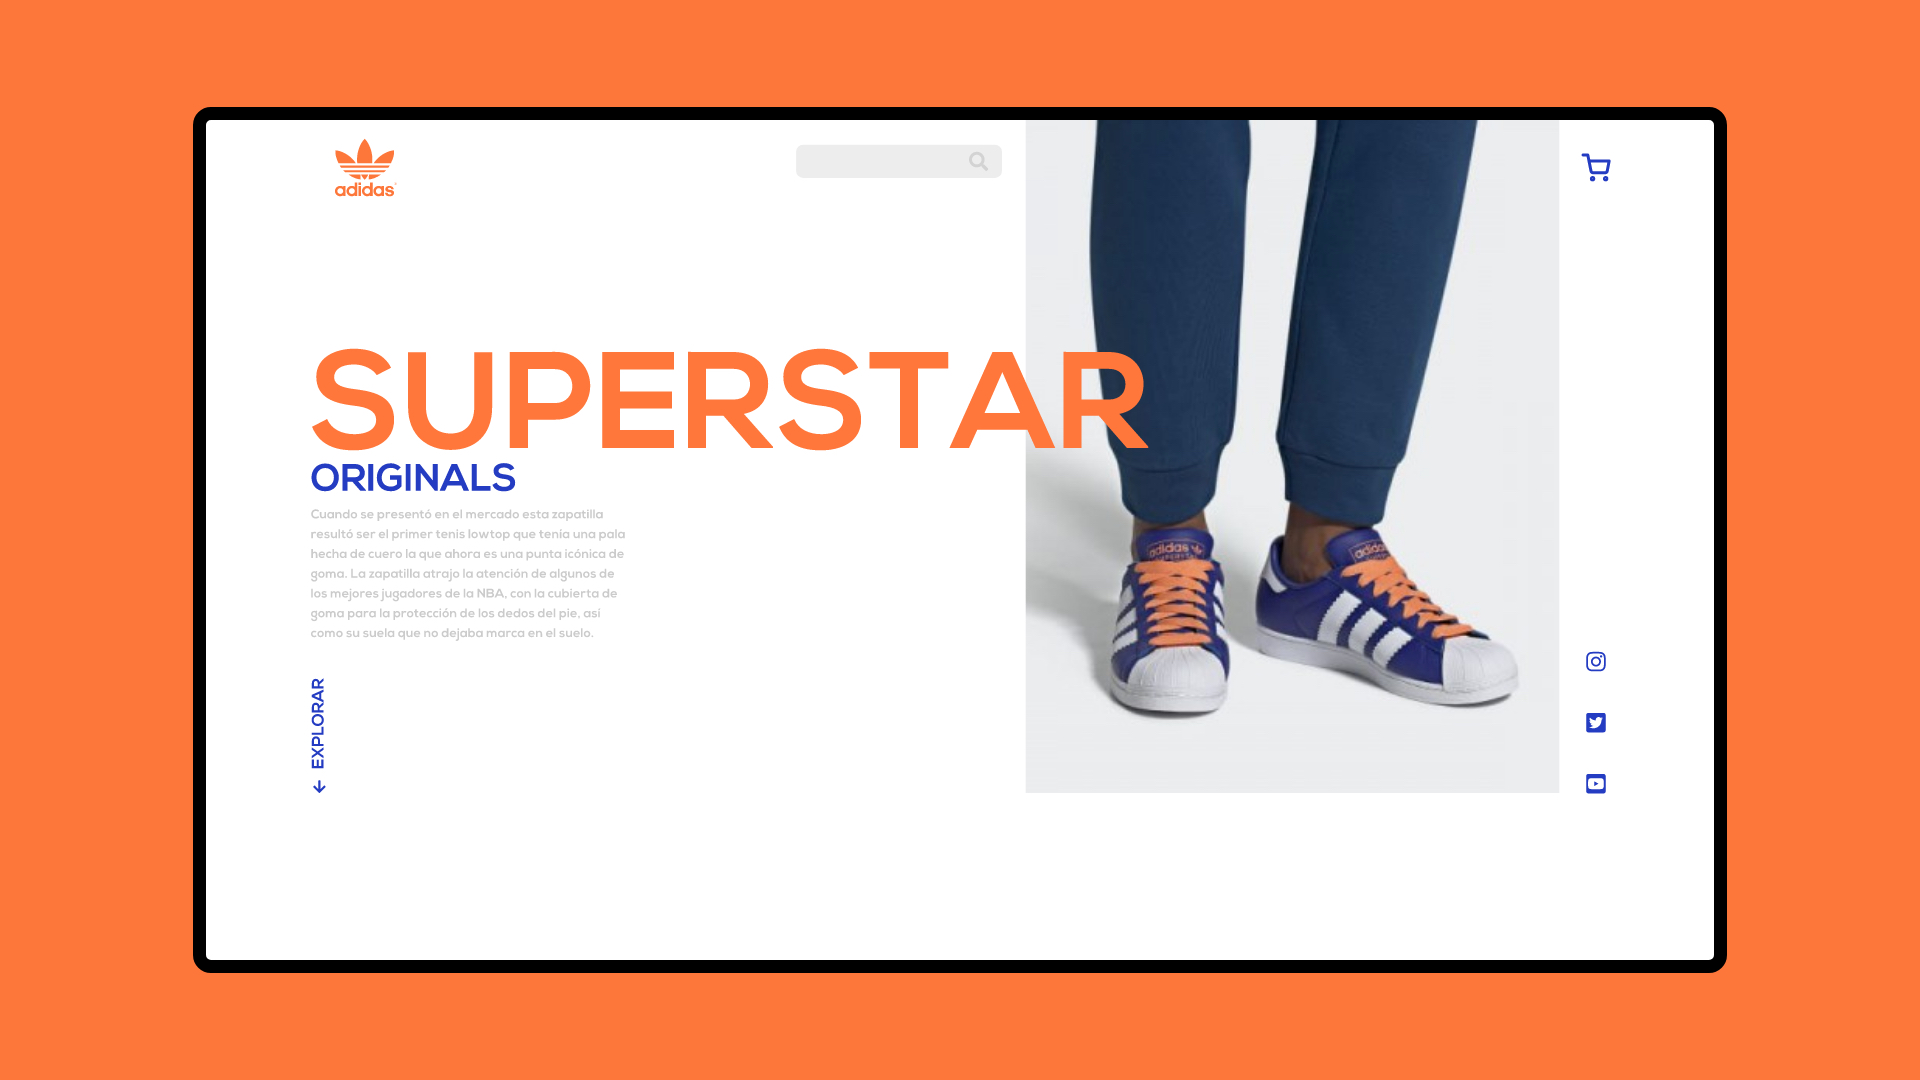 adidas
SUPERSTAR
ORIGINALS
Cuando se presentó en el mercado esta zapatilla
resultó ser el primer tenis lowtop que tenía una pala
hecha de cuero la que ahora es una punta icónica de
goma. La zapatilla atrajo la atención de algunos de
los mejores jugadores de la NBA, con la cubierta de
goma para la protección de los dedos del pie, asi
como su suela que no dejaba marca en el suelo.
EXPLORAR
adidas
adidas